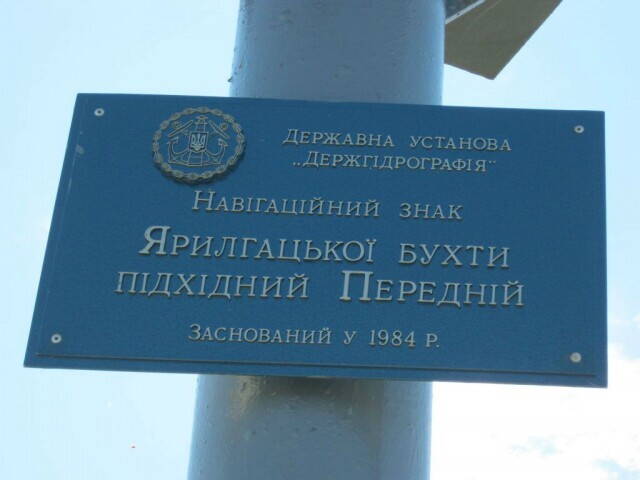 Державна установа
„Держгідрографія"
Навігаційний знак
Ярилгацької бухти
підхідний Передній
Заснований у 1984 р.